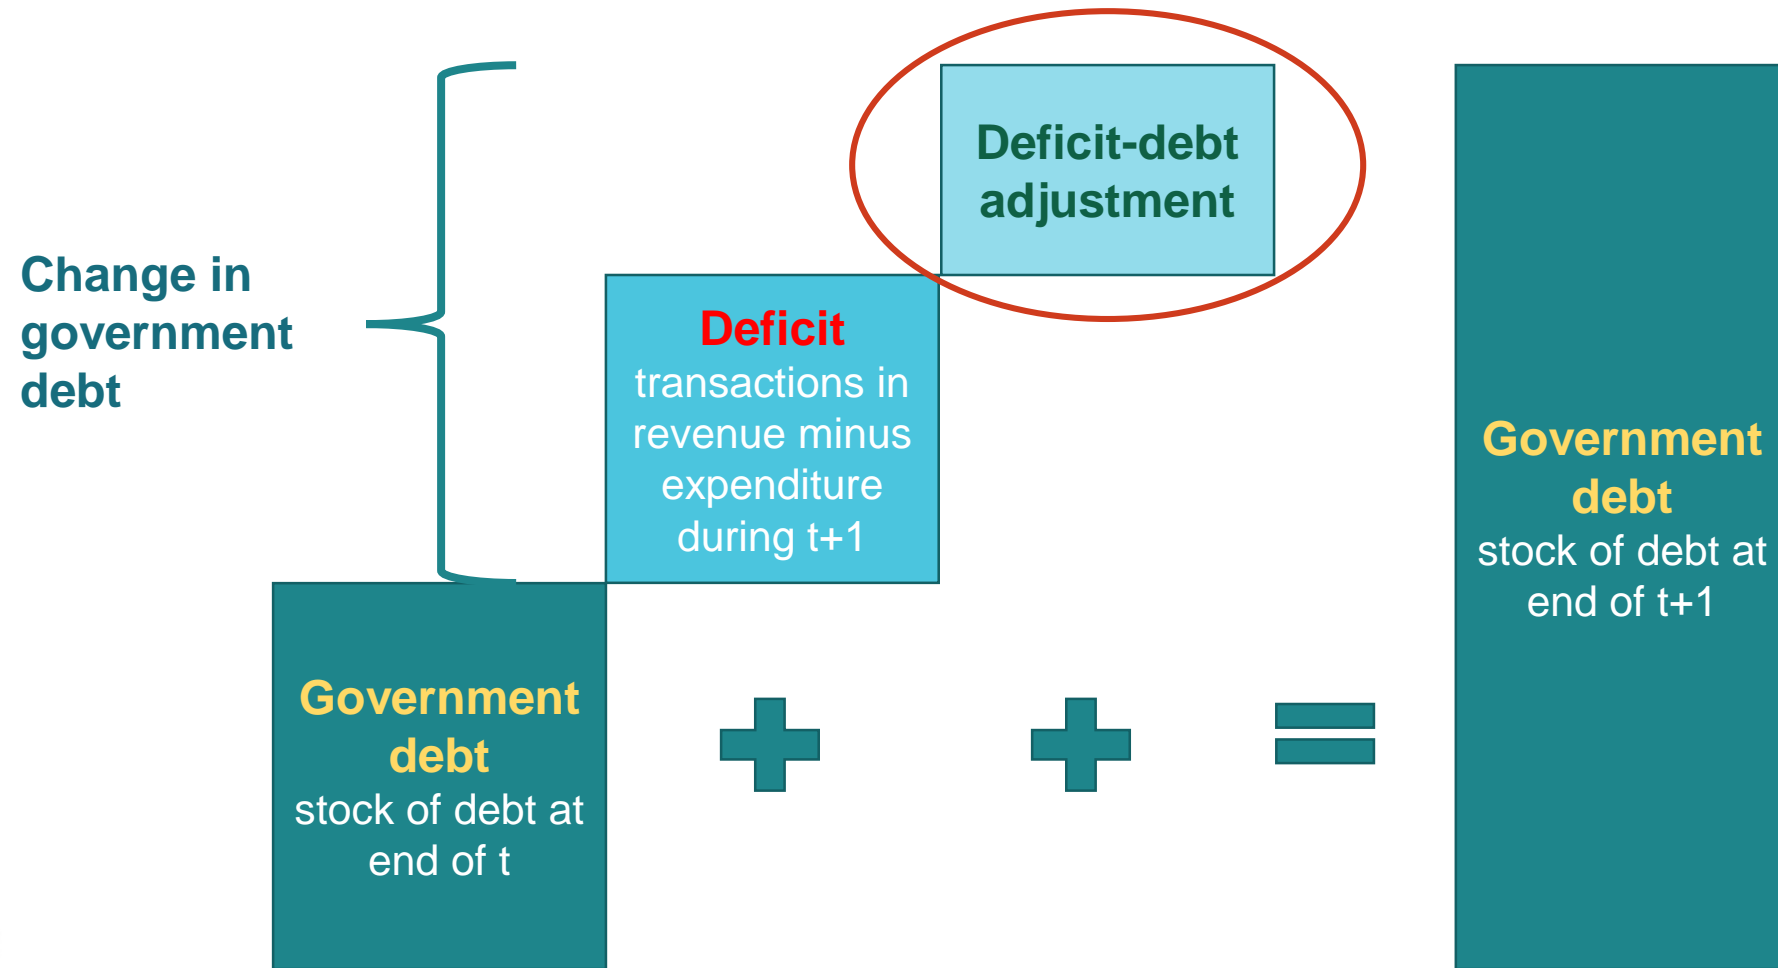 Change in
government
debt
Deficit-debt
adjustment
Deficit
transactions in
revenue minus
expenditure
during t+1
Government
debt
stock of debt at
end of t
Government
debt
stock of debt at
end of t+1